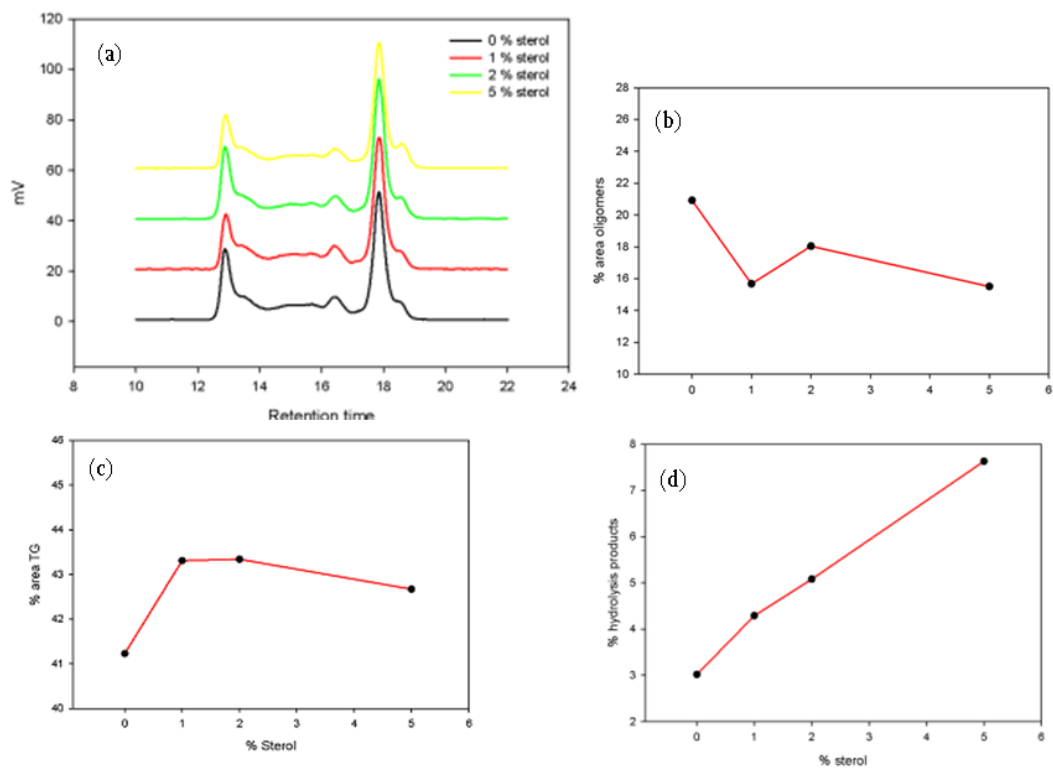 (a)
0 % sterol
1 % sterol
2 % sterol
5 % sterol
120
100
80
60
40
20
0
mV
8 10 12 14 16 18 20 22 24
Retention time
(b)
28
26
24
22
20
18
16
14
12
10
% area oligomers
0 1 2 3 4 5 6
(c)
46
45
44
43
42
41
40
% area TG
0 1 2 3 4 5 6
% Sterol
(d)
8
7
6
5
4
3
2
% hydrolysis products
0 1 2 3 4 5 6
% sterol